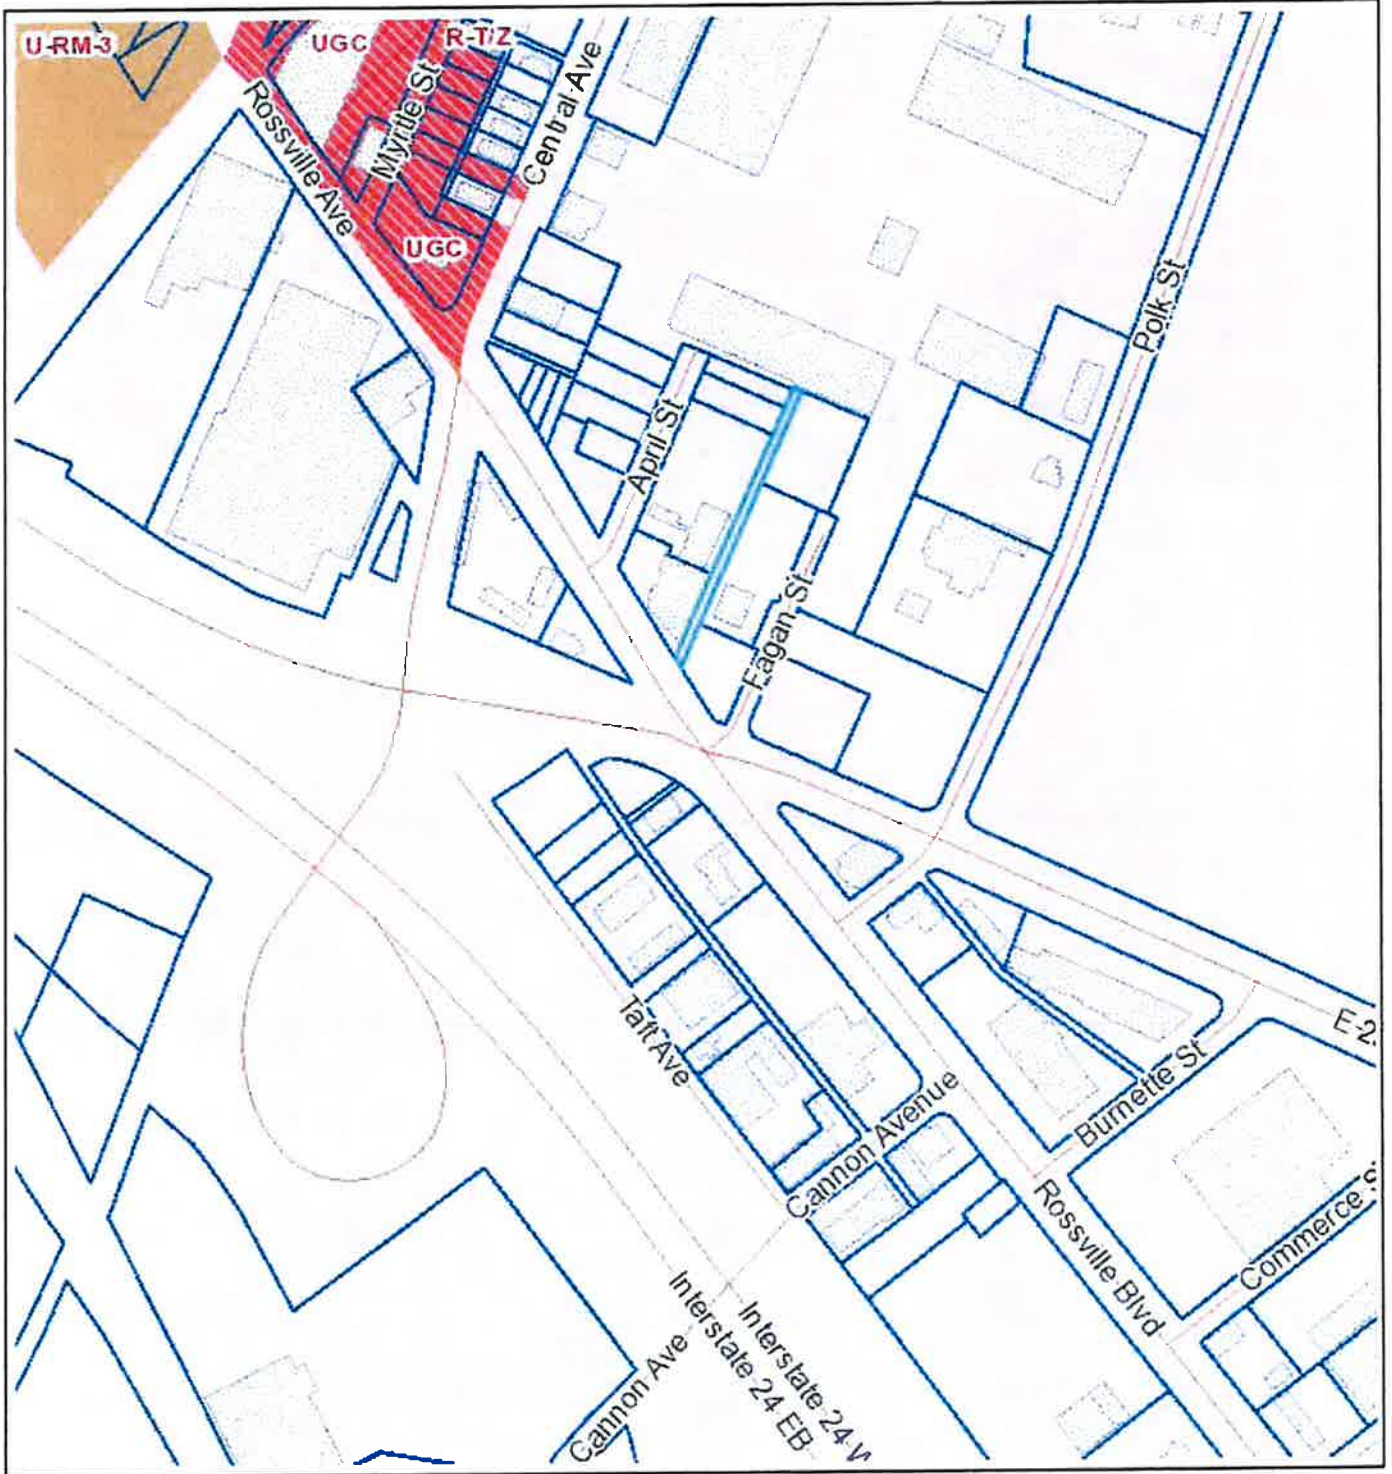 U-RM-3
UGC
R-T/Z
Rossville Ave
Myrtle St
Central Ave
UGC
Polk St
April St
Eagan St
Taft Ave
E 2
Burnette St
Cannon Avenue
Rossville Blvd
Commerce S
Interstate 24 W
Interstate 24 EB
Cannon Ave